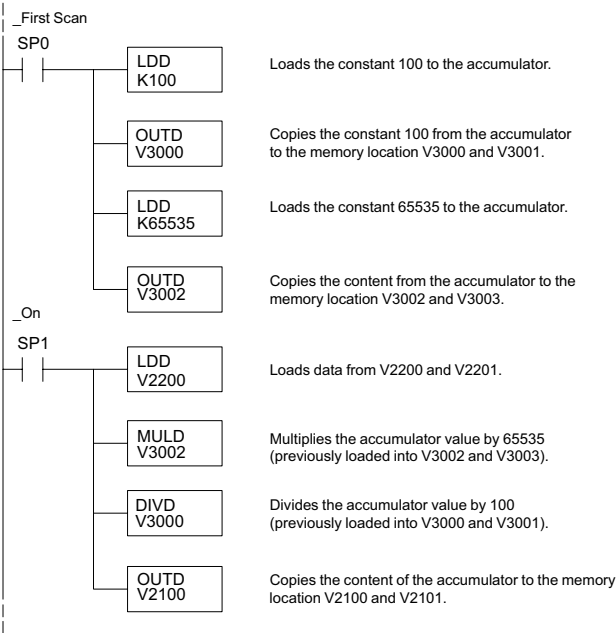 _First Scan
SP0
LDD
K100
Loads the constant 100 to the accumulator.
OUTD
V3000
Copies the constant 100 from the accumulator
to the memory location V3000 and V3001.
LDD
K65535
Loads the constant 65535 to the accumulator.
OUTD
V3002
Copies the content from the accumulator to the
memory location V3002 and V3003.
_On
SP1
LDD
V2200
Loads data from V2200 and V2201.
MULD
V3002
Multiplies the accumulator value by 65535
(previously loaded into V3002 and V3003).
DIVD
V3000
Divides the accumulator value by 100
(previously loaded into V3000 and V3001).
OUTD
V2100
Copies the content of the accumulator to the memory
location V2100 and V2101.